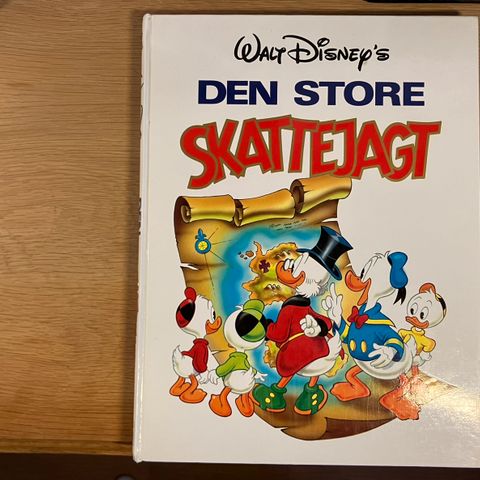 WALT DISNEY'S
DEN STORE
SKATTEJAGT